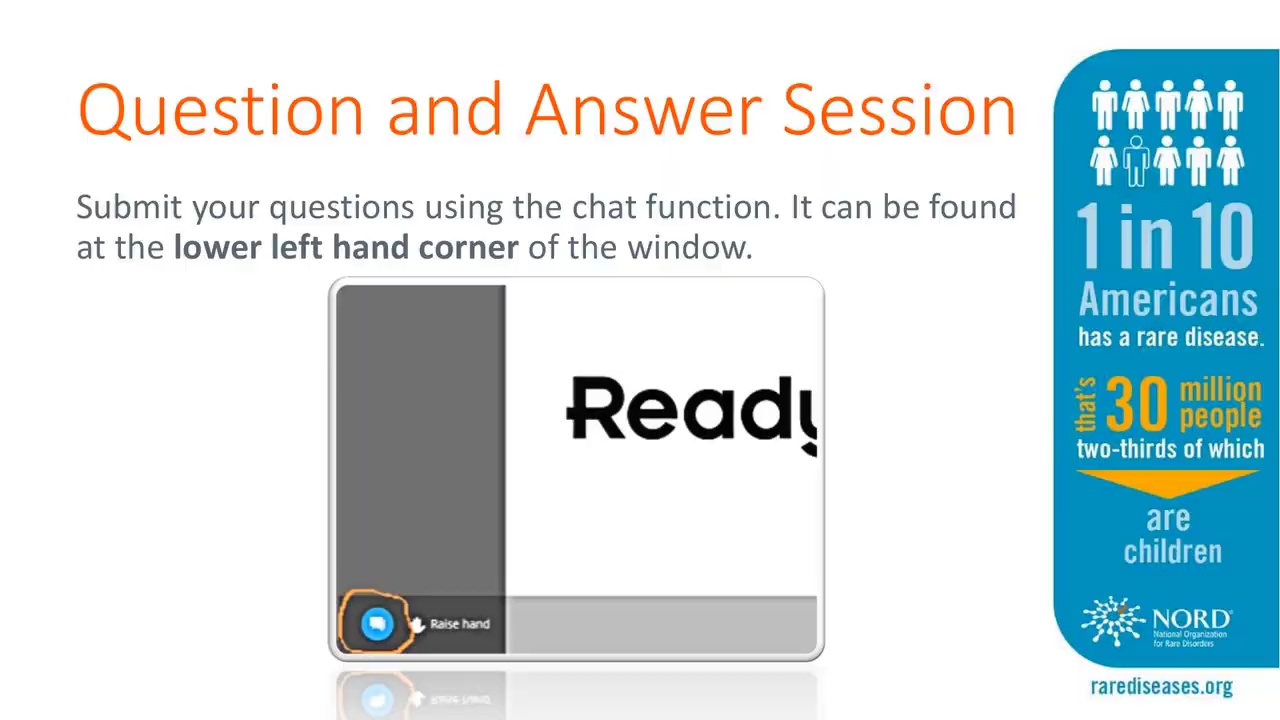 Question and Answer Session
Submit your questions using the chat function. It can be found
at the lower left hand corner of the window.
Ready
Raise hand
Raise hand
1 in 10
Americans
has a rare disease.
that's 30 million
people
two-thirds of which
are
children
NORD®
National Organization
for Rare Disorders
rarediseases.org